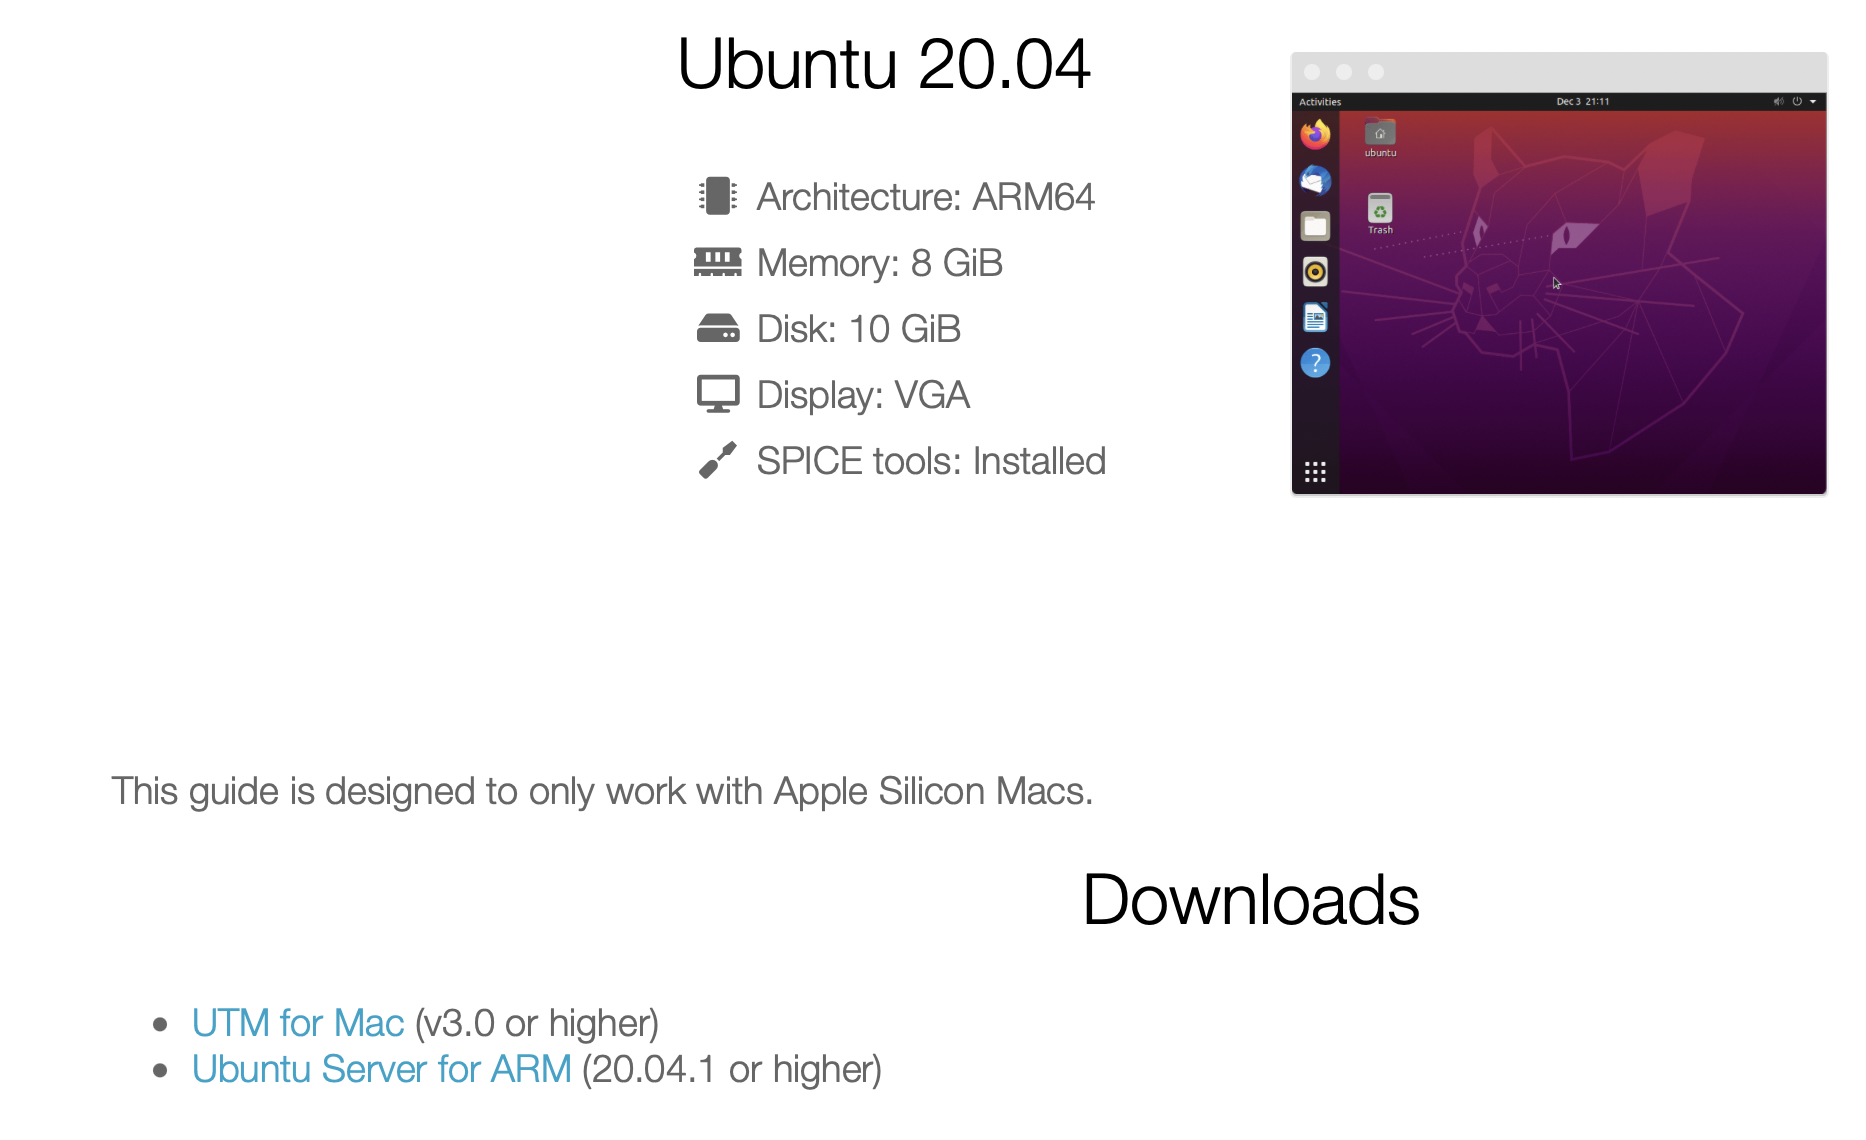 Ubuntu 20.04
Architecture: ARM64
Memory: 8 GiB
Disk: 10 GiB
Display: VGA
SPICE tools: Installed
Activities
Dec 3 21:11
ubuntu
Trash
?
This guide is designed to only work with Apple Silicon Macs.
Downloads
UTM for Mac (v3.0 or higher)
Ubuntu Server for ARM (20.04.1 or higher)